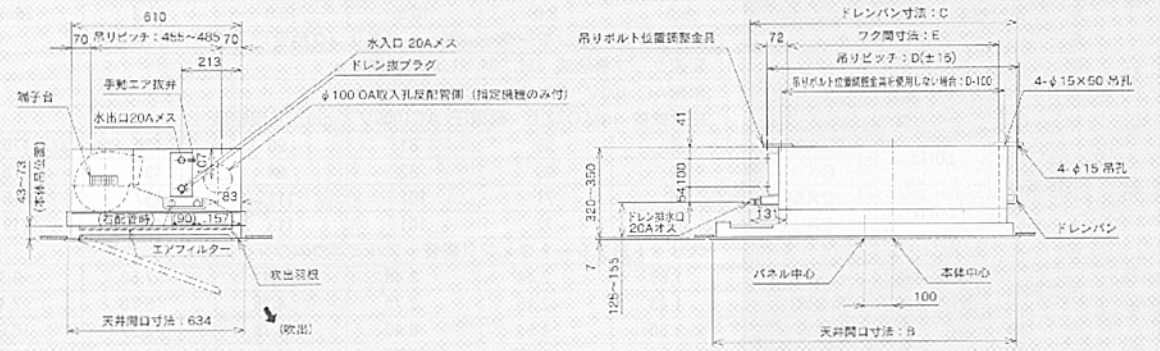 610
70
吊りピッチ：455〜485
70
213
水入口 20Aメス
ドレン抜プラグ
手動エア抜弁
φ100 OA取入孔反配管側（指定機種のみ付）
端子台
水出口20Aメス
107
43〜73
(本体吊位置)
83
(右配管時)
(90)
157
エアフィルター
吹出羽根
天井開口寸法：634
(吹出)
ドレンパン寸法：C
吊りボルト位置調整金具
72
フク間寸法：E
吊りピッチ：D(±15)
吊りボルト位置調整金具を使用しない場合：D-100
4-φ15×50 吊孔
41
100
54
320〜350
4-φ15 吊孔
131
ドレン排水口
20Aオス
ドレンパン
7
125〜155
パネル中心
本体中心
100
天井開口寸法：B